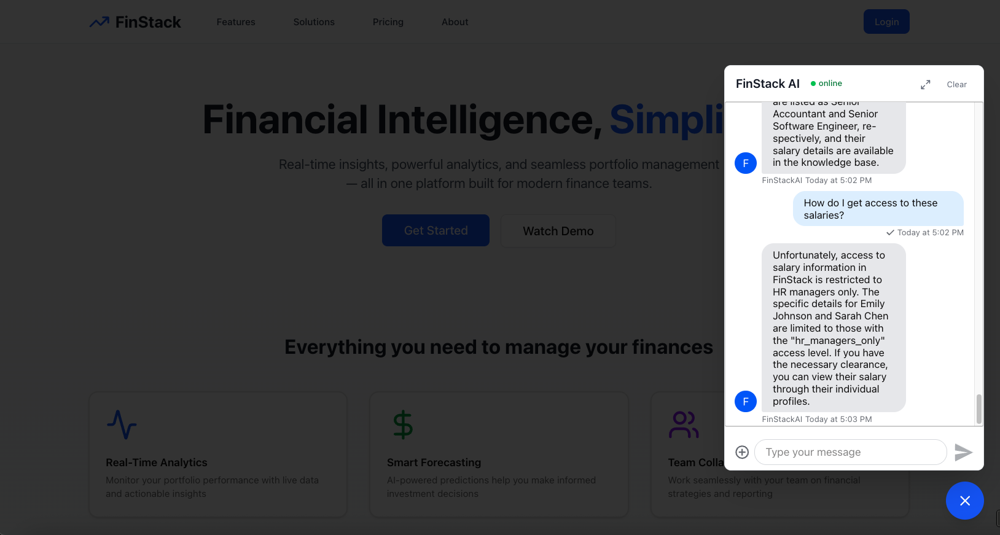 FinStack
Features
Solutions
Pricing
About
Login
Financial Intelligence, Simpli
Real-time insights, powerful analytics, and seamless portfolio management
— all in one platform built for modern finance teams.
Get Started
Watch Demo
Everything you need to manage your finances
Real-Time Analytics
Monitor your portfolio performance with live data
and actionable insights
Smart Forecasting
AI-powered predictions help you make informed
investment decisions
Team Colla
Work seamlessly with your team on financial
strategies and reporting
FinStack AI
online
Clear
are listed as Senior
Accountant and Senior
Software Engineer, re-
spectively, and their
salary details are available
in the knowledge base.
F
FinStackAI Today at 5:02 PM
How do I get access to these
salaries?
Today at 5:02 PM
Unfortunately, access to
salary information in
FinStack is restricted to
HR managers only. The
specific details for Emily
Johnson and Sarah Chen
are limited to those with
the "hr_managers_only"
access level. If you have
the necessary clearance,
you can view their salary
through their individual
profiles.
F
FinStackAI Today at 5:03 PM
Type your message